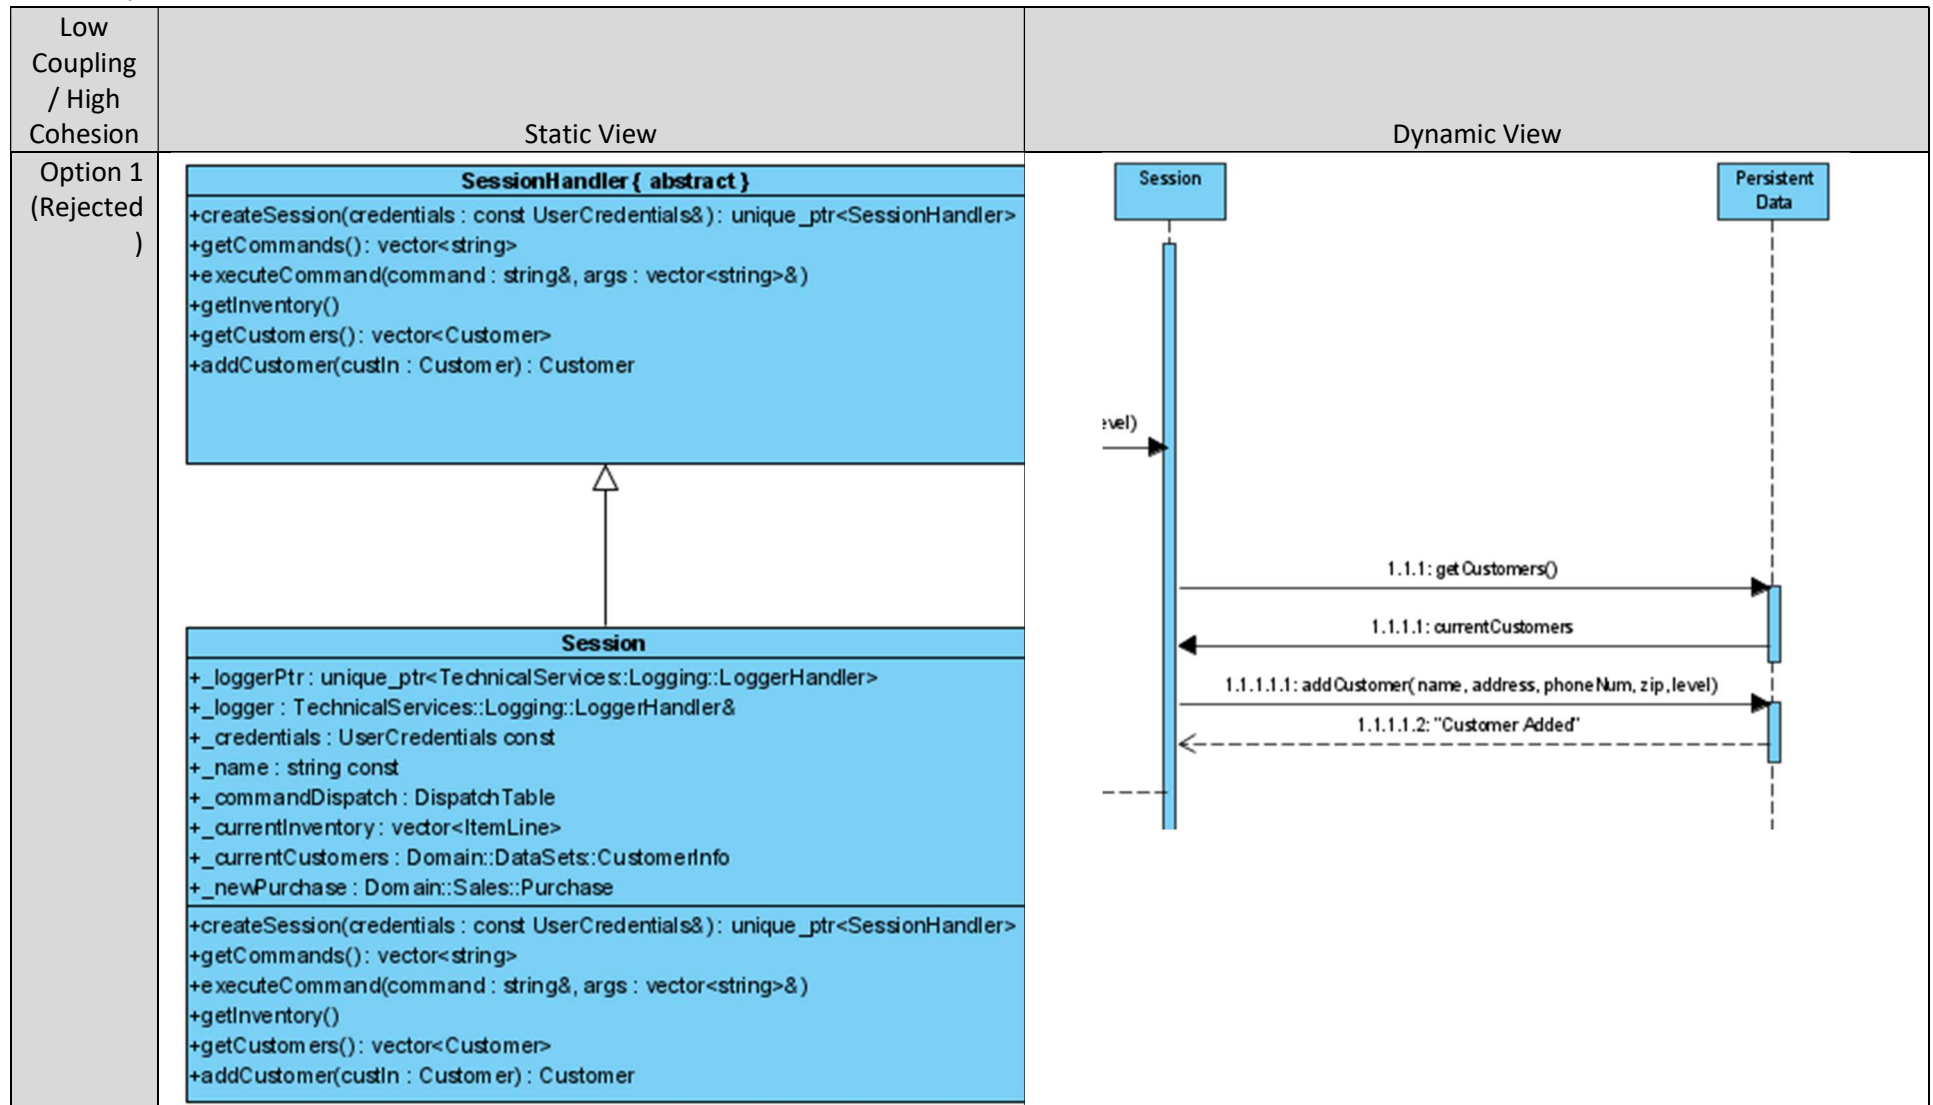 Low
Coupling
/ High
Cohesion
Static View
Dynamic View
Option 1
(Rejected
)
SessionHandler { abstract }
+createSession(credentials : const UserCredentials&) : unique_ptr<SessionHandler>
+getCommands() : vector<string>
+executeCommand(command : string&, args : vector<string>&)
+getInventory()
+getCustomers() : vector<Customer>
+addCustomer(custIn : Customer) : Customer
Session
+_loggerPtr : unique_ptr<TechnicalServices::Logging::LoggerHandler>
+_logger : TechnicalServices::Logging::LoggerHandler&
+_credentials : UserCredentials const
+_name : string const
+_commandDispatch : DispatchTable
+_currentInventory : vector<ItemLine>
+_currentCustomers : Domain::DataSets::CustomerInfo
+_newPurchase : Domain::Sales::Purchase
+createSession(credentials : const UserCredentials&) : unique_ptr<SessionHandler>
+getCommands() : vector<string>
+executeCommand(command : string&, args : vector<string>&)
+getInventory()
+getCustomers() : vector<Customer>
+addCustomer(custIn : Customer) : Customer
Session
Persistent
Data
evel)
1.1.1: getCustomers()
1.1.1.1: currentCustomers
1.1.1.1.1: addCustomer( name, address, phoneNum, zip,level)
1.1.1.1.2: "Customer Added"